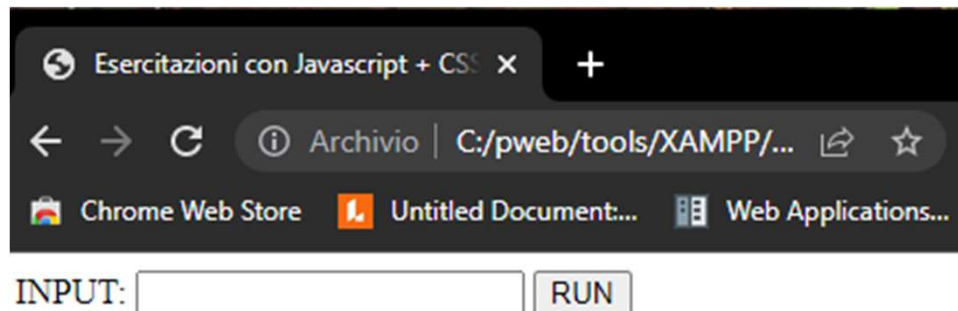 Esercitazioni con Javascript + CSS
Archivio | C:/pweb/tools/XAMPP/...
Chrome Web Store Untitled Document:... Web Applications...
INPUT: RUN